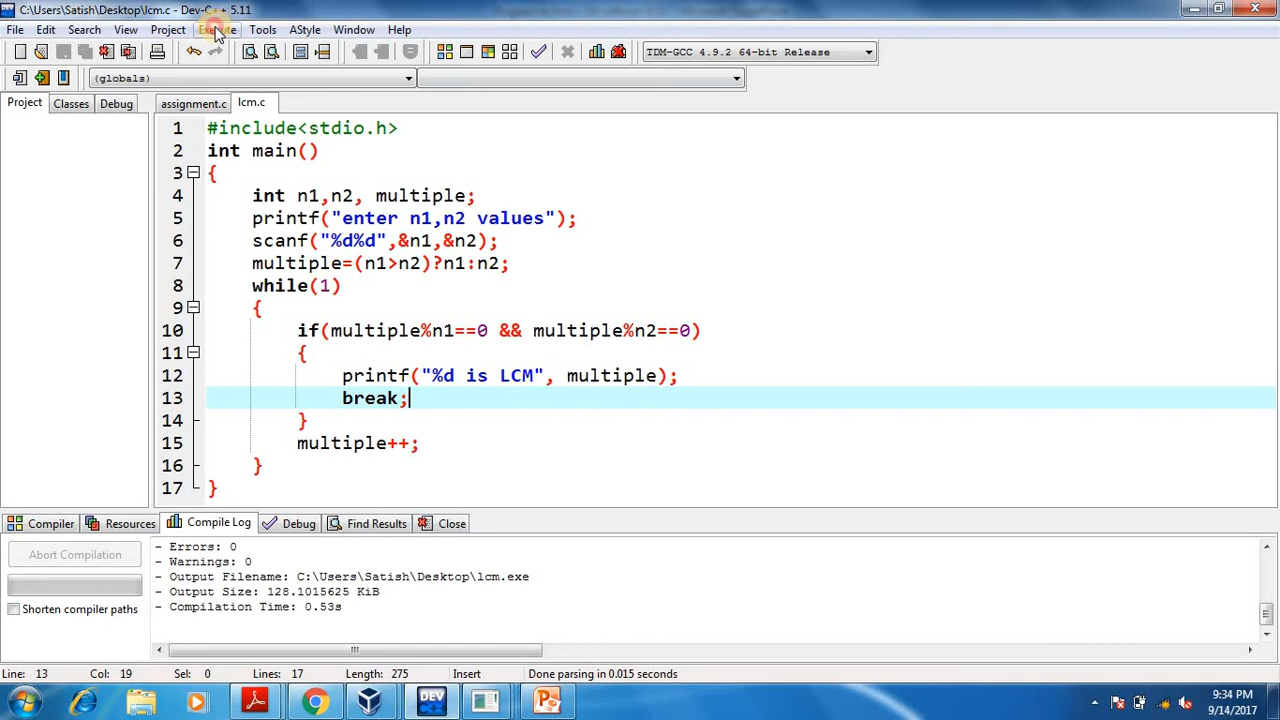 C:\Users\Satish\Desktop\lcm.c - Dev-C++ 5.11
File Edit Search View Project Execute Tools AStyle Window Help
TDM-GCC 4.9.2 64-bit Release
(globals)
Project Classes Debug assignment.c lcm.c
1 #include<stdio.h>
2 int main()
3 {
4 int n1,n2, multiple;
5 printf("enter n1,n2 values");
6 scanf("%d%d",&n1,&n2);
7 multiple=(n1>n2)?n1:n2;
8 while(1)
9 {
10 if(multiple%n1==0 && multiple%n2==0)
11 {
12 printf("%d is LCM", multiple);
13 break;
14 }
15 multiple++;
16 }
17 }
Compiler Resources Compile Log Debug Find Results Close
Abort Compilation
Shorten compiler paths
- Errors: 0
- Warnings: 0
- Output Filename: C:\Users\Satish\Desktop\lcm.exe
- Output Size: 128.1015625 KiB
- Compilation Time: 0.53s
Line: 13 Col: 19 Sel: 0 Lines: 17 Length: 275 Insert Done parsing in 0.015 seconds
DEV C++
9:34 PM
9/14/2017